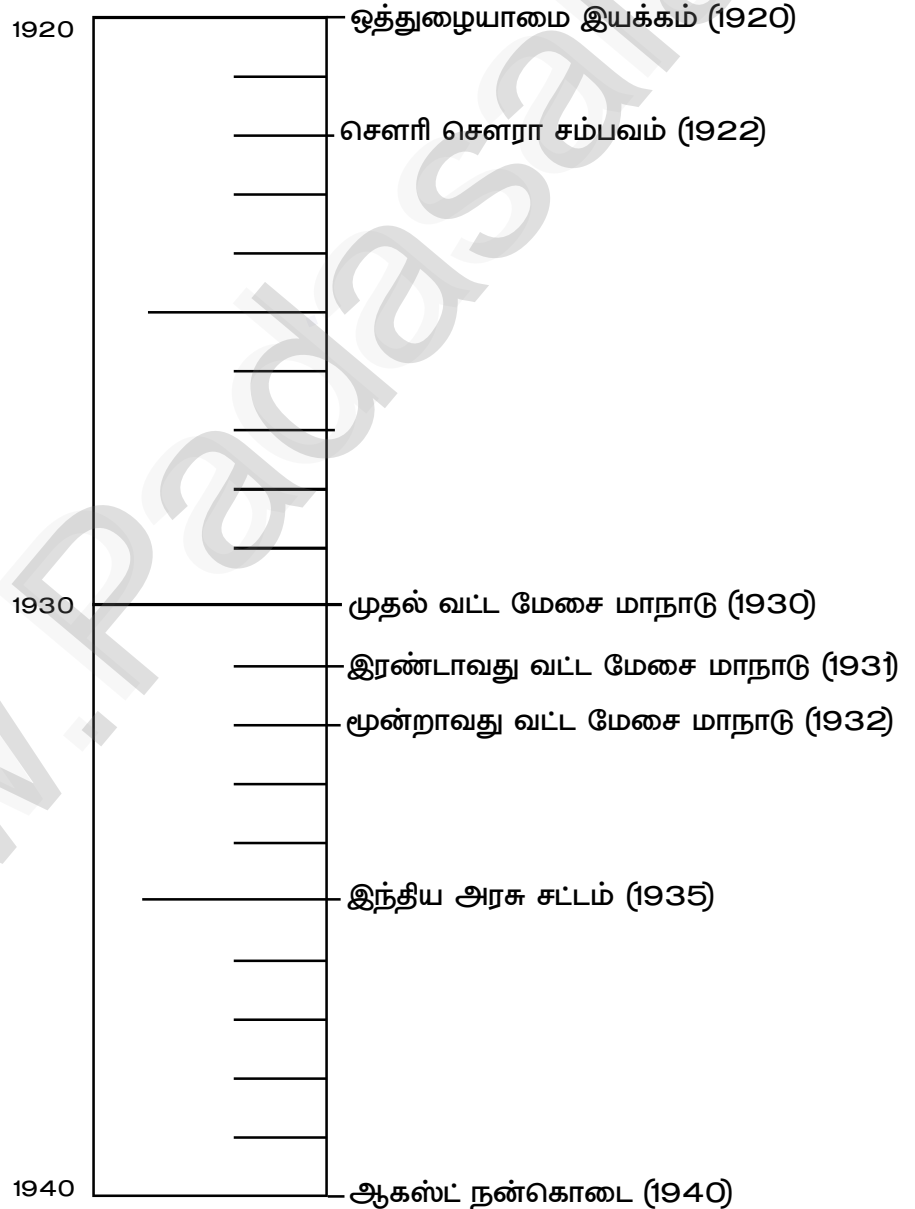 1920
ஒத்துழையாமை இயக்கம் (1920)
சௌரி சௌரா சம்பவம் (1922)
1930
முதல் வட்ட மேசை மாநாடு (1930)
இரண்டாவது வட்ட மேசை மாநாடு (1931)
மூன்றாவது வட்ட மேசை மாநாடு (1932)
இந்திய அரசு சட்டம் (1935)
1940
ஆகஸ்ட் நன்கொடை (1940)
w.Padasala